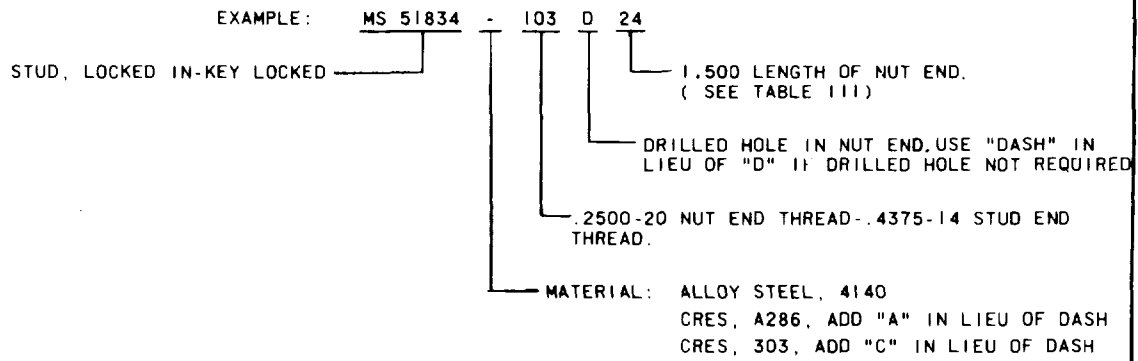 EXAMPLE: MS 51834 - 103 D 24
STUD, LOCKED IN-KEY LOCKED
1.500 LENGTH OF NUT END.
( SEE TABLE III)
DRILLED HOLE IN NUT END. USE "DASH" IN
LIEU OF "D" IF DRILLED HOLE NOT REQUIRED
.2500-20 NUT END THREAD-.4375-14 STUD END
THREAD.
MATERIAL: ALLOY STEEL, 4140
CRES, A286, ADD "A" IN LIEU OF DASH
CRES, 303, ADD "C" IN LIEU OF DASH